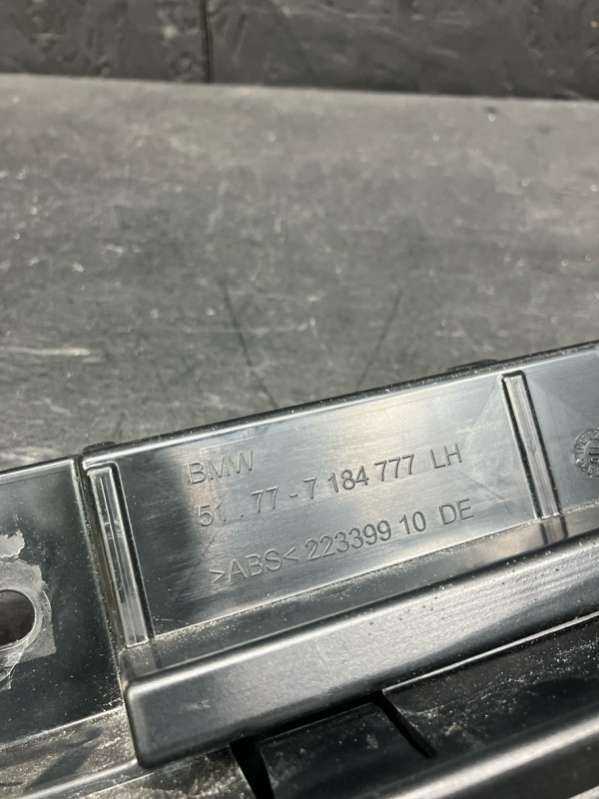 BMW
51.77-7 184 777 LH
>ABS< 223399 10 DE